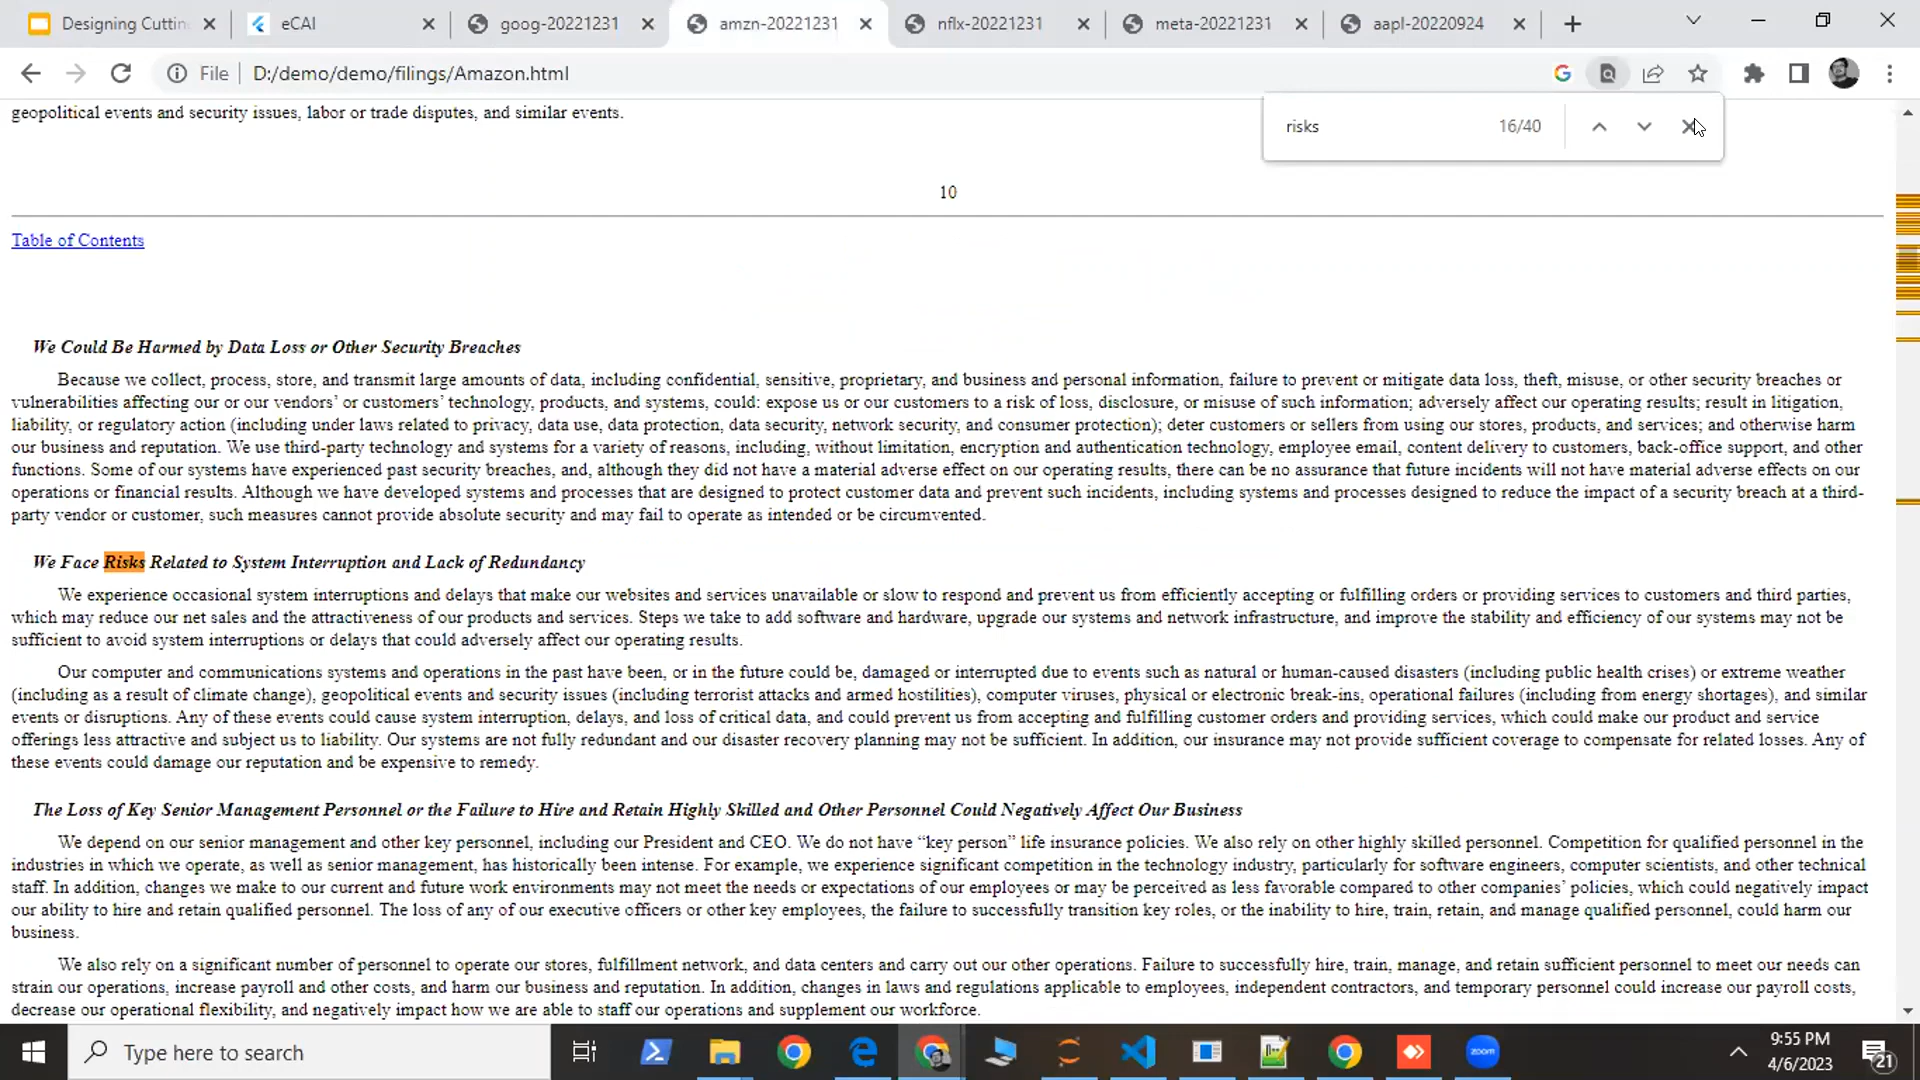 Designing Cuttin
eCAI
goog-20221231
amzn-20221231
nflx-20221231
meta-20221231
aapl-20220924
File
D:/demo/demo/filings/Amazon.html
risks
16/40
geopolitical events and security issues, labor or trade disputes, and similar events.
10
Table of Contents
We Could Be Harmed by Data Loss or Other Security Breaches
Because we collect, process, store, and transmit large amounts of data, including confidential, sensitive, proprietary, and business and personal information, failure to prevent or mitigate data loss, theft, misuse, or other security breaches or
vulnerabilities affecting our or our vendors’ or customers’ technology, products, and systems, could: expose us or our customers to a risk of loss, disclosure, or misuse of such information; adversely affect our operating results; result in litigation,
liability, or regulatory action (including under laws related to privacy, data use, data protection, data security, network security, and consumer protection); deter customers or sellers from using our stores, products, and services; and otherwise harm
our business and reputation. We use third-party technology and systems for a variety of reasons, including, without limitation, encryption and authentication technology, employee email, content delivery to customers, back-office support, and other
functions. Some of our systems have experienced past security breaches, and, although they did not have a material adverse effect on our operating results, there can be no assurance that future incidents will not have material adverse effects on our
operations or financial results. Although we have developed systems and processes that are designed to protect customer data and prevent such incidents, including systems and processes designed to reduce the impact of a security breach at a third-
party vendor or customer, such measures cannot provide absolute security and may fail to operate as intended or be circumvented.
We Face Risks Related to System Interruption and Lack of Redundancy
We experience occasional system interruptions and delays that make our websites and services unavailable or slow to respond and prevent us from efficiently accepting or fulfilling orders or providing services to customers and third parties,
which may reduce our net sales and the attractiveness of our products and services. Steps we take to add software and hardware, upgrade our systems and network infrastructure, and improve the stability and efficiency of our systems may not be
sufficient to avoid system interruptions or delays that could adversely affect our operating results.
Our computer and communications systems and operations in the past have been, or in the future could be, damaged or interrupted due to events such as natural or human-caused disasters (including public health crises) or extreme weather
(including as a result of climate change), geopolitical events and security issues (including terrorist attacks and armed hostilities), computer viruses, physical or electronic break-ins, operational failures (including from energy shortages), and similar
events or disruptions. Any of these events could cause system interruption, delays, and loss of critical data, and could prevent us from accepting and fulfilling customer orders and providing services, which could make our product and service
offerings less attractive and subject us to liability. Our systems are not fully redundant and our disaster recovery planning may not be sufficient. In addition, our insurance may not provide sufficient coverage to compensate for related losses. Any of
these events could damage our reputation and be expensive to remedy.
The Loss of Key Senior Management Personnel or the Failure to Hire and Retain Highly Skilled and Other Personnel Could Negatively Affect Our Business
We depend on our senior management and other key personnel, including our President and CEO. We do not have “key person” life insurance policies. We also rely on other highly skilled personnel. Competition for qualified personnel in the
industries in which we operate, as well as senior management, has historically been intense. For example, we experience significant competition in the technology industry, particularly for software engineers, computer scientists, and other technical
staff. In addition, changes we make to our current and future work environments may not meet the needs or expectations of our employees or may be perceived as less favorable compared to other companies’ policies, which could negatively impact
our ability to hire and retain qualified personnel. The loss of any of our executive officers or other key employees, the failure to successfully transition key roles, or the inability to hire, train, retain, and manage qualified personnel, could harm our
business.
We also rely on a significant number of personnel to operate our stores, fulfillment network, and data centers and carry out our other operations. Failure to successfully hire, train, manage, and retain sufficient personnel to meet our needs can
strain our operations, increase payroll and other costs, and harm our business and reputation. In addition, changes in laws and regulations applicable to employees, independent contractors, and temporary personnel could increase our payroll costs,
decrease our operational flexibility, and negatively impact how we are able to staff our operations and supplement our workforce.
Type here to search
zoom
9:55 PM
4/6/2023
21